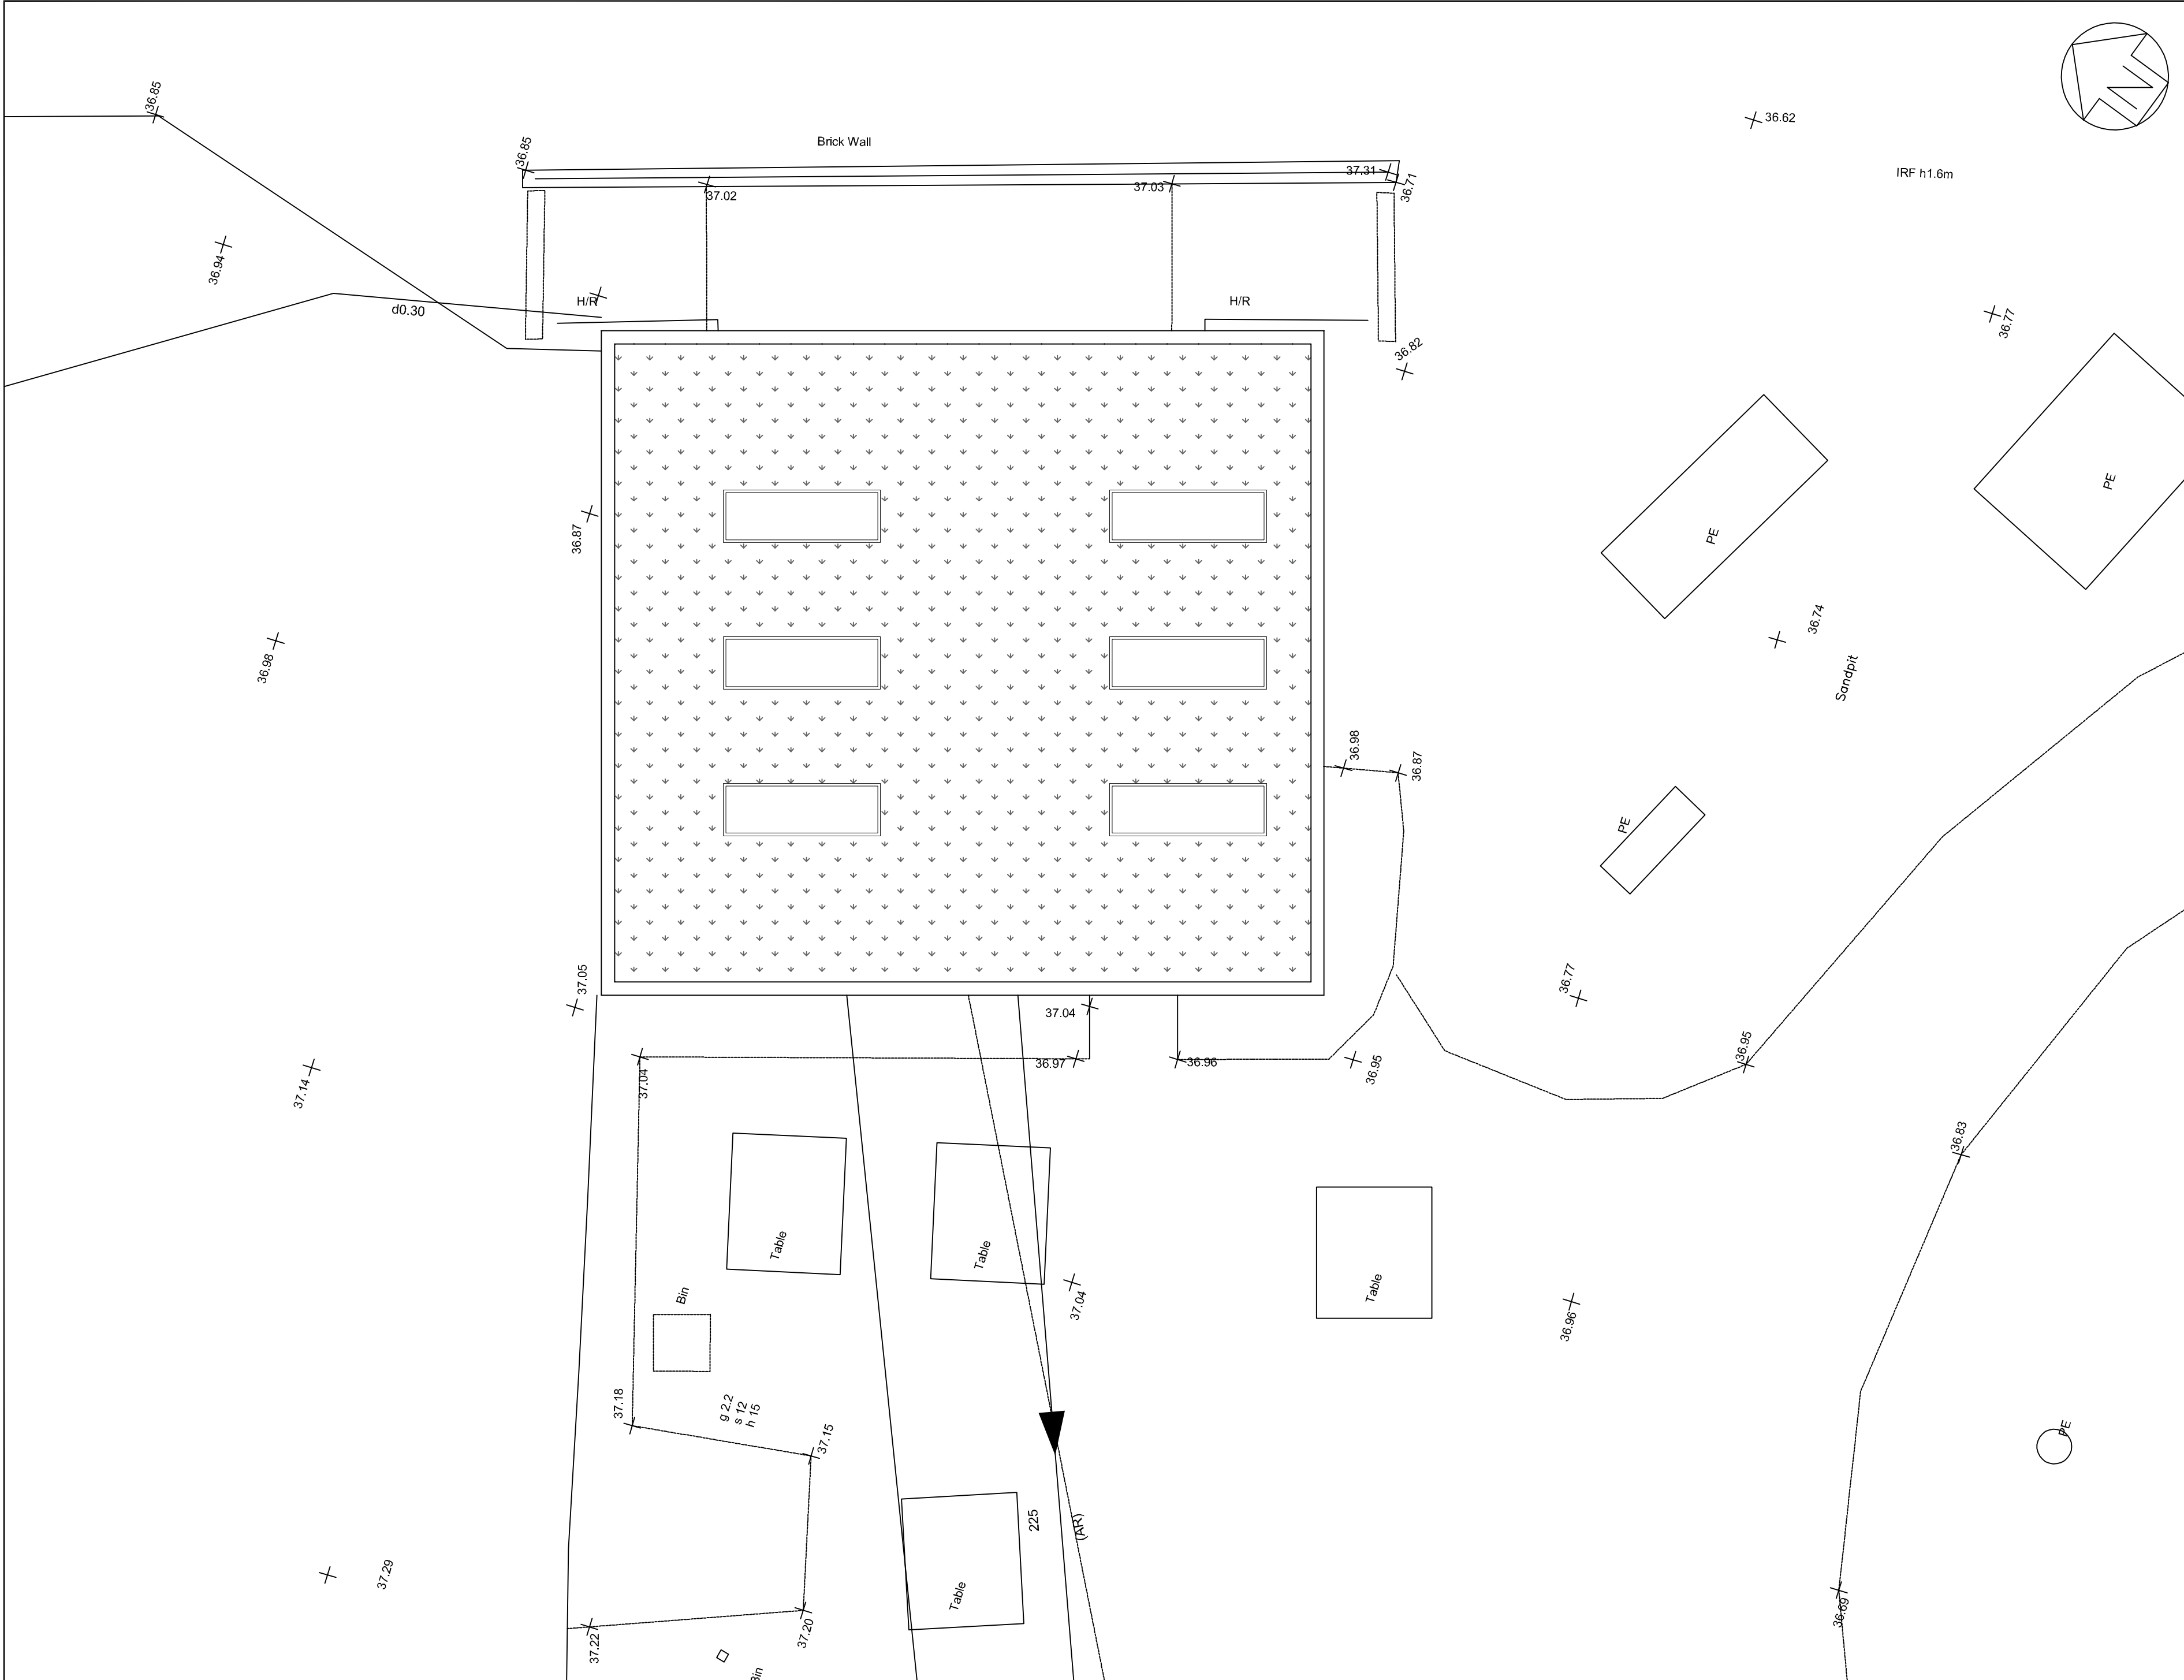 36.85
N
36.62
Brick Wall
36.85
37.31
IRF h1.6m
37.02
37.03
36.71
36.94
H/R
H/R
d0.30
36.77
36.82
PE
PE
36.87
36.74
36.98
Sandpit
36.98
36.87
PE
37.05
36.77
37.04
36.97
36.96
36.95
36.95
37.04
37.14
36.83
Table
Table
Table
Bin
37.04
36.96
37.18
g 2.2
s 12
h 15
37.15
PE
225
(AR)
37.29
Table
36.69
37.22
37.20
Bin